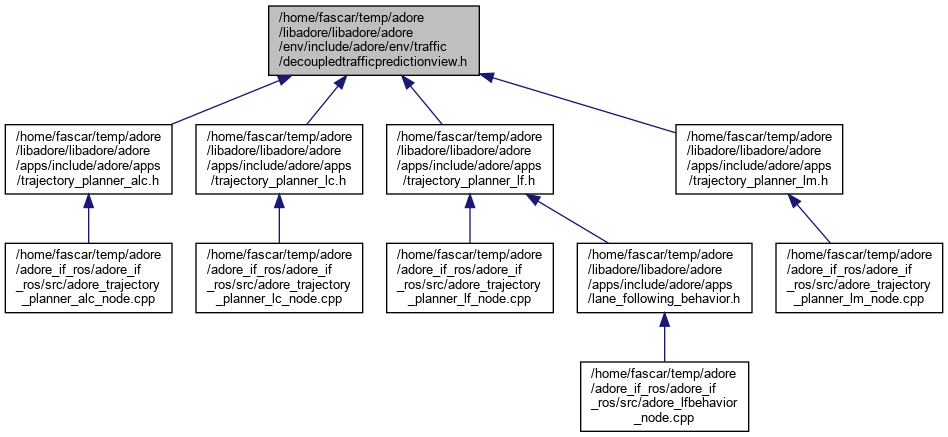 /home/fascar/temp/adore
/libadore/libadore/adore
/env/include/adore/env/traffic
/decoupledtrafficpredictionview.h
/home/fascar/temp/adore
/libadore/libadore/adore
/apps/include/adore/apps
/trajectory_planner_alc.h
/home/fascar/temp/adore
/libadore/libadore/adore
/apps/include/adore/apps
/trajectory_planner_lc.h
/home/fascar/temp/adore
/libadore/libadore/adore
/apps/include/adore/apps
/trajectory_planner_lf.h
/home/fascar/temp/adore
/libadore/libadore/adore
/apps/include/adore/apps
/trajectory_planner_lm.h
/home/fascar/temp/adore
/adore_if_ros/adore_if
_ros/src/adore_trajectory
_planner_alc_node.cpp
/home/fascar/temp/adore
/adore_if_ros/adore_if
_ros/src/adore_trajectory
_planner_lc_node.cpp
/home/fascar/temp/adore
/adore_if_ros/adore_if
_ros/src/adore_trajectory
_planner_lf_node.cpp
/home/fascar/temp/adore
/libadore/libadore/adore
/apps/include/adore/apps
/lane_following_behavior.h
/home/fascar/temp/adore
/adore_if_ros/adore_if
_ros/src/adore_trajectory
_planner_lm_node.cpp
/home/fascar/temp/adore
/adore_if_ros/adore_if
_ros/src/adore_lfbehavior
_node.cpp